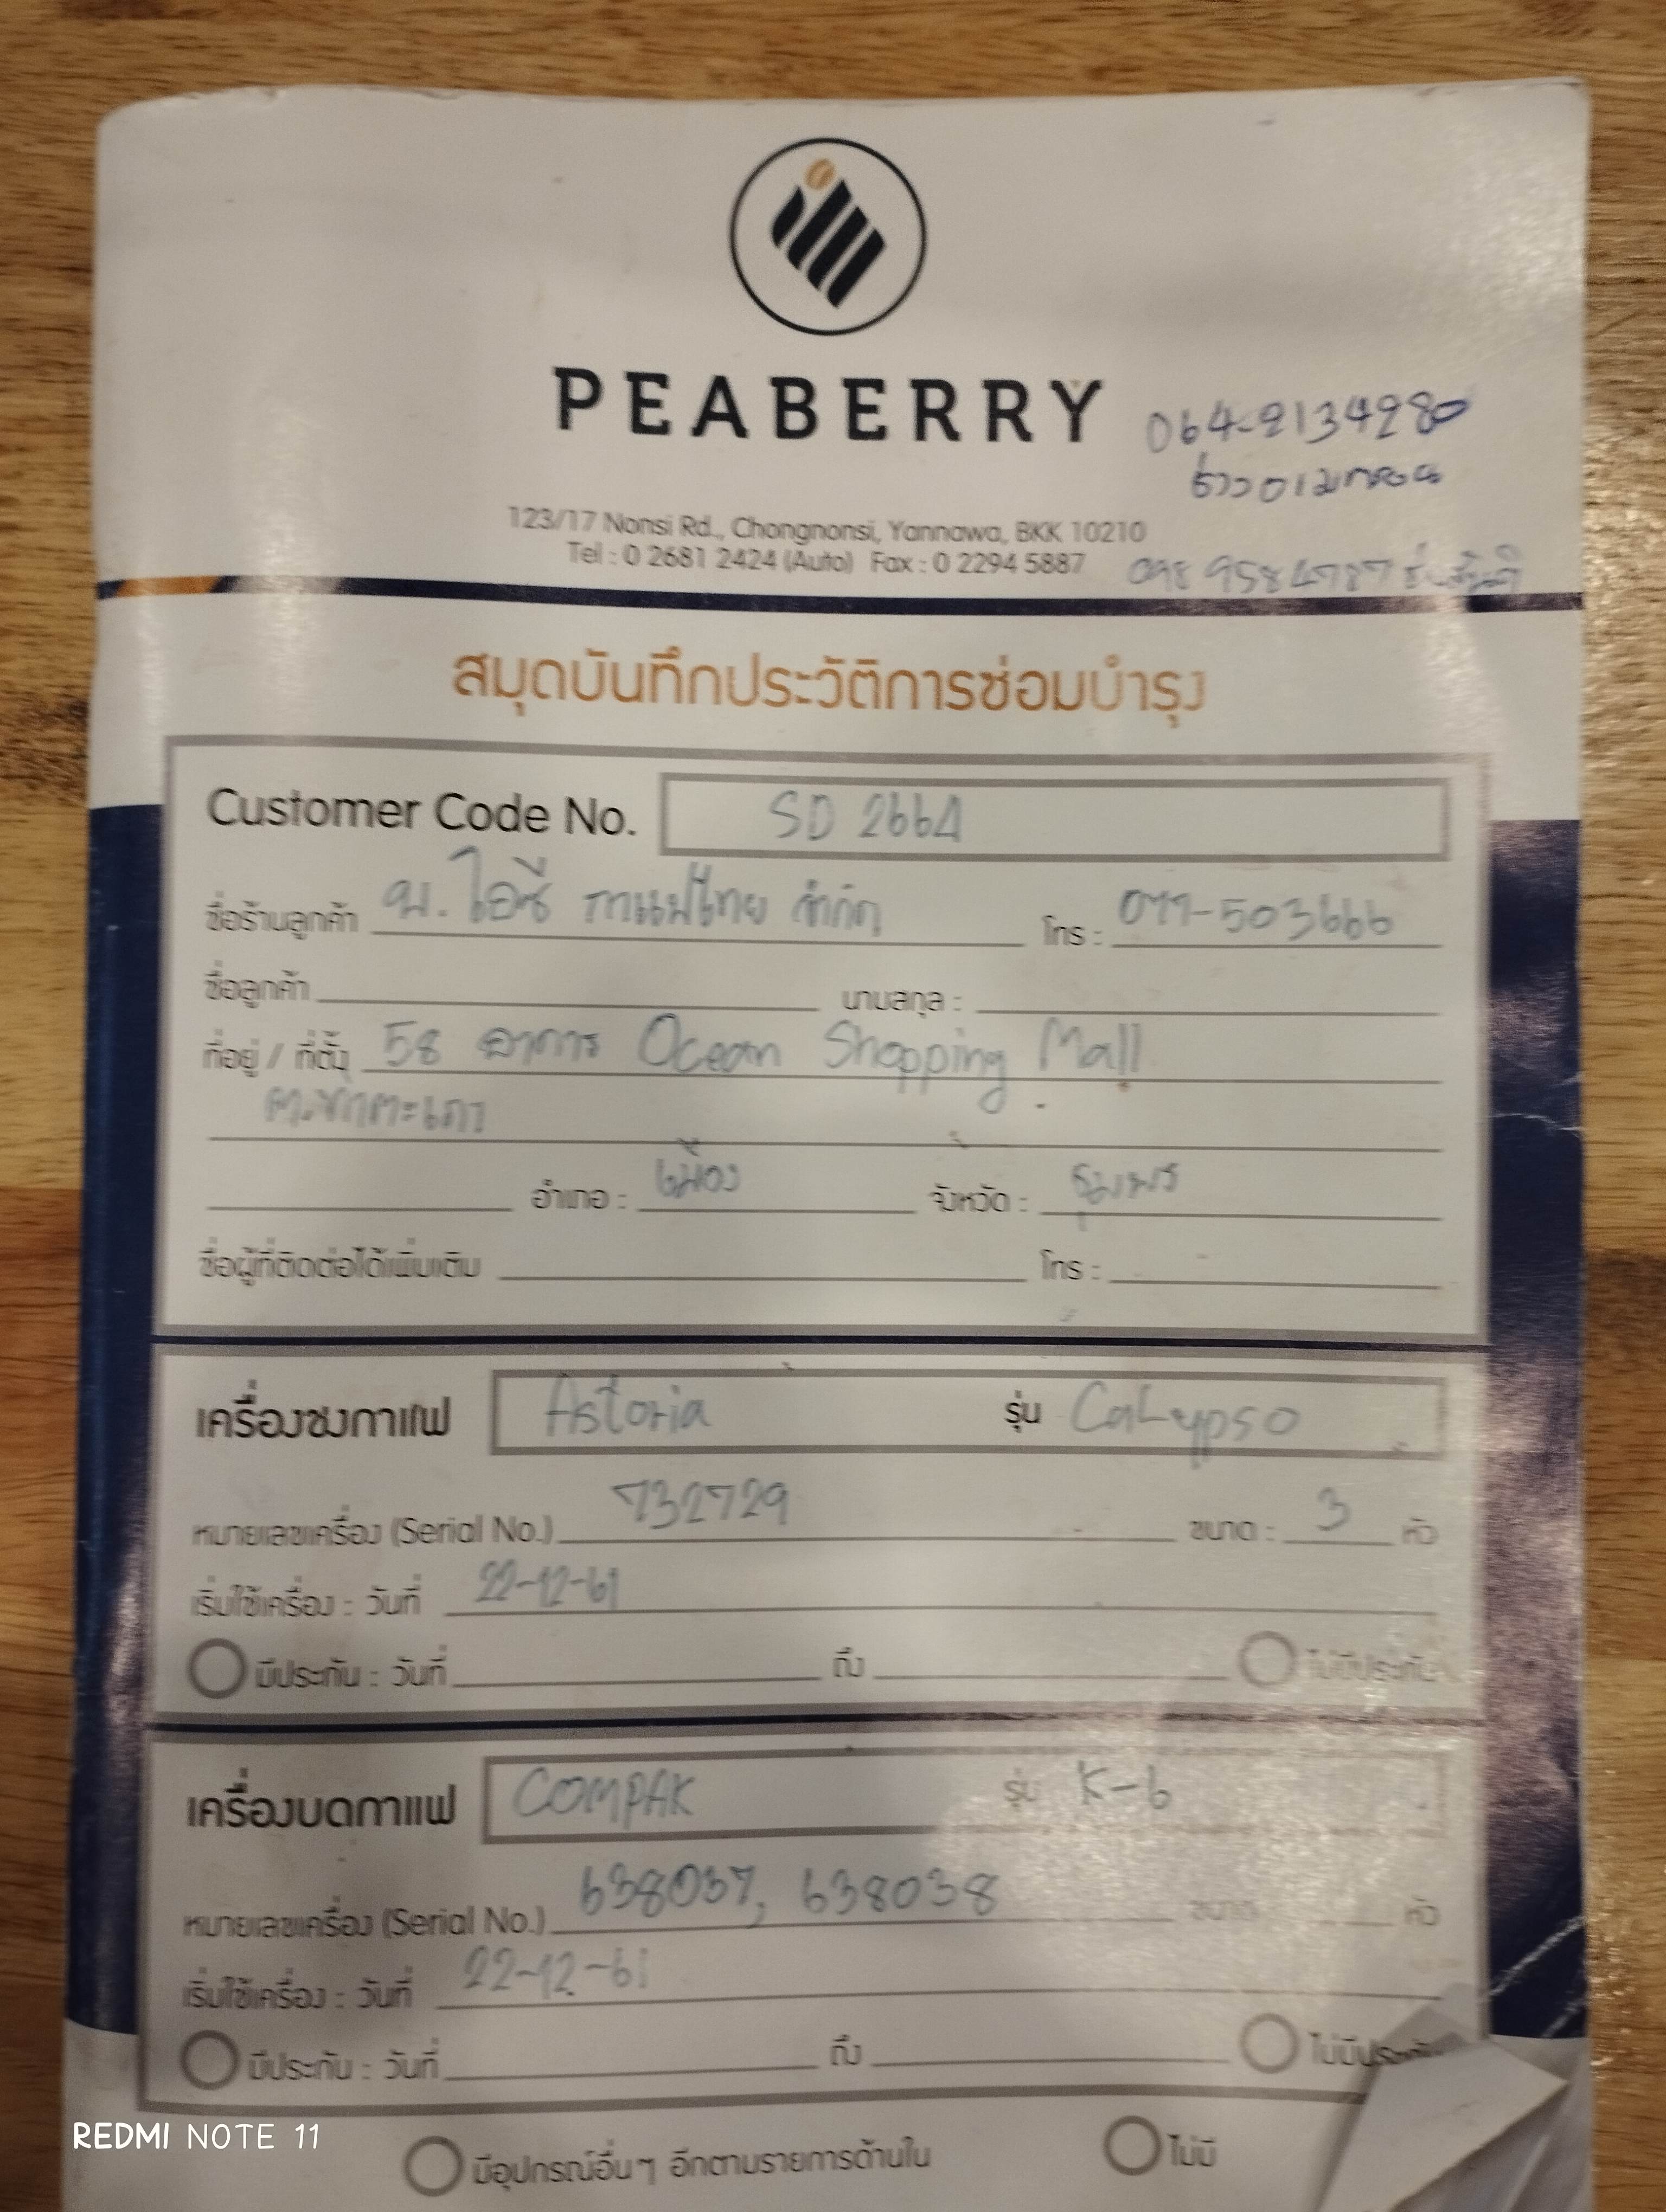 PEABERRY
064-2134280
123/17 Nonsi Rd., Chongnonsi, Yannawa, BKK 10210
Tel : 0 2681 2424 (Auto) Fax : 0 2294 5887
098 958 4787
สมุดบันทึกประวัติการซ่อมบำรุง
Customer Code No. SD 2664
ชื่อร้านลูกค้า บ. ไอซี กาแฟไทย จำกัด โทร : 077-503666
ชื่อลูกค้า นามสกุล :
ที่อยู่ / ที่ตั้ง 58 อาคาร Ocean Shopping Mall
ต.ท่าตะเภา
อำเภอ : เมือง จังหวัด : ชุมพร
ชื่อผู้ที่ติดต่อได้เพิ่มเติม โทร :
เครื่องชงกาแฟ Astoria รุ่น Calypso
หมายเลขเครื่อง (Serial No.) 732729 ขนาด : 3 หัว
เริ่มใช้เครื่อง : วันที่ 22-12-61
มีประกัน : วันที่ ถึง ไม่มีประกัน
เครื่องบดกาแฟ COMPAK รุ่น K-6
หมายเลขเครื่อง (Serial No.) 638037, 638038 ขนาด หัว
เริ่มใช้เครื่อง : วันที่ 22-12-61
มีประกัน : วันที่ ถึง ไม่มีประกัน
มีอุปกรณ์อื่นๆ อีกตามรายการด้านใน ไม่มี
REDMI NOTE 11